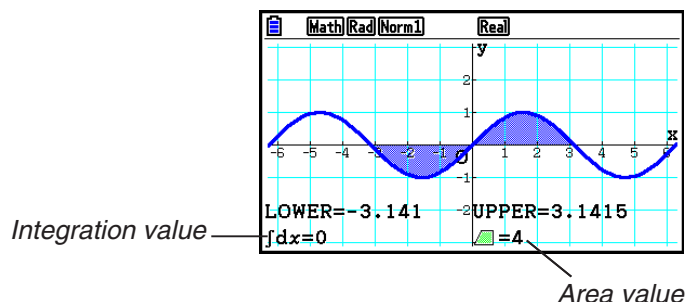 Math Rad Norm1 Real
y
2
1
x
-6 -5 -4 -3 -2 -1 O 1 2 3 4 5 6
-1
-2
LOWER=-3.141 UPPER=3.1415
∫dx=0 =4
Integration value
Area value